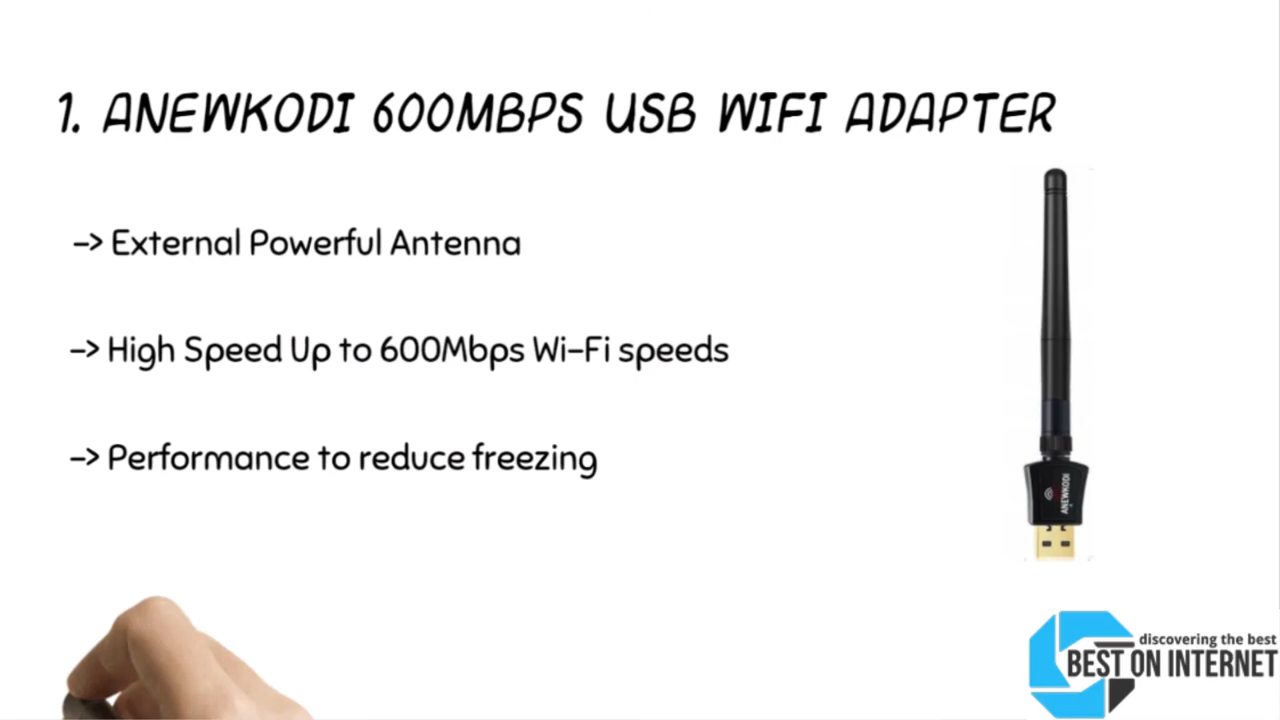 1. ANEWKODI 600MBPS USB WIFI ADAPTER
-> External Powerful Antenna
-> High Speed Up to 600Mbps Wi-Fi speeds
-> Performance to reduce freezing
ANEWKODI
discovering the best
BEST ON INTERNET